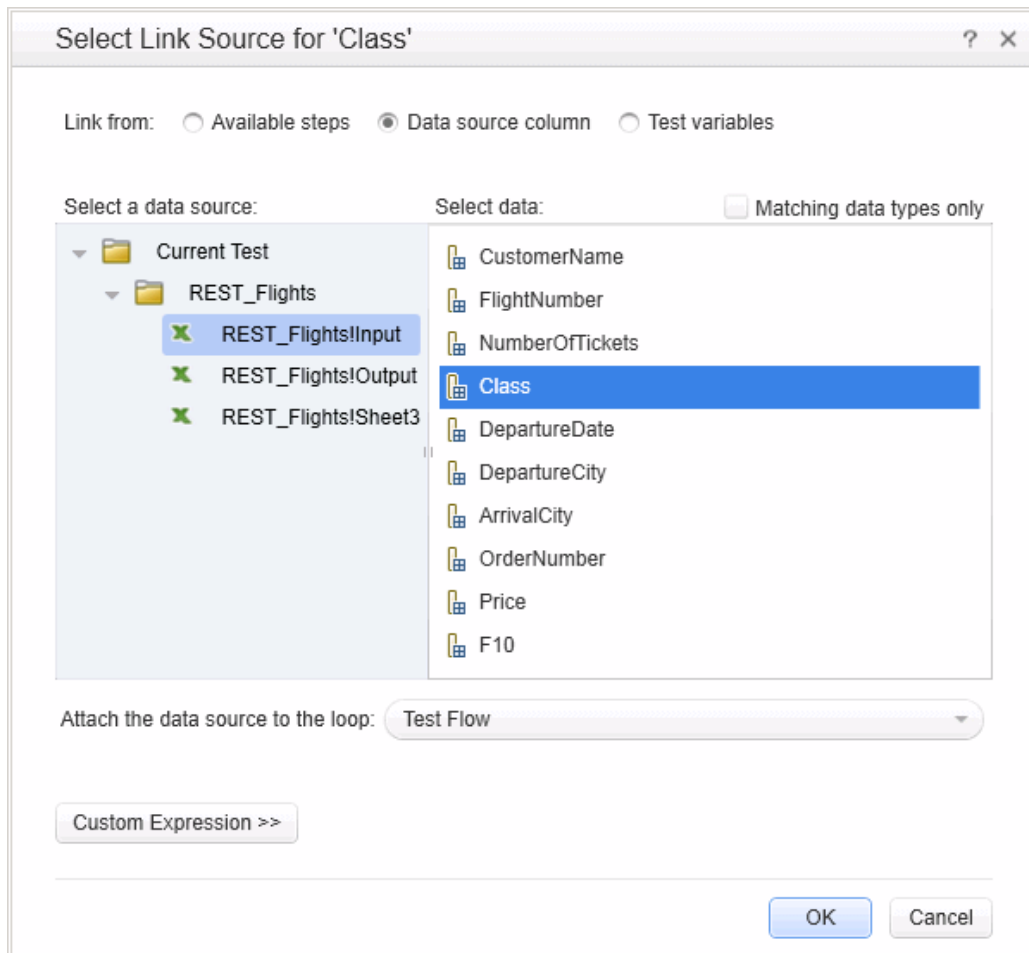 Select Link Source for 'Class' ? ×
Link from: Available steps Data source column Test variables
Select a data source: Select data: Matching data types only
Current Test
REST_Flights
REST_Flights!Input
REST_Flights!Output
REST_Flights!Sheet3
CustomerName
FlightNumber
NumberOfTickets
Class
DepartureDate
DepartureCity
ArrivalCity
OrderNumber
Price
F10
Attach the data source to the loop: Test Flow
Custom Expression >>
OK Cancel